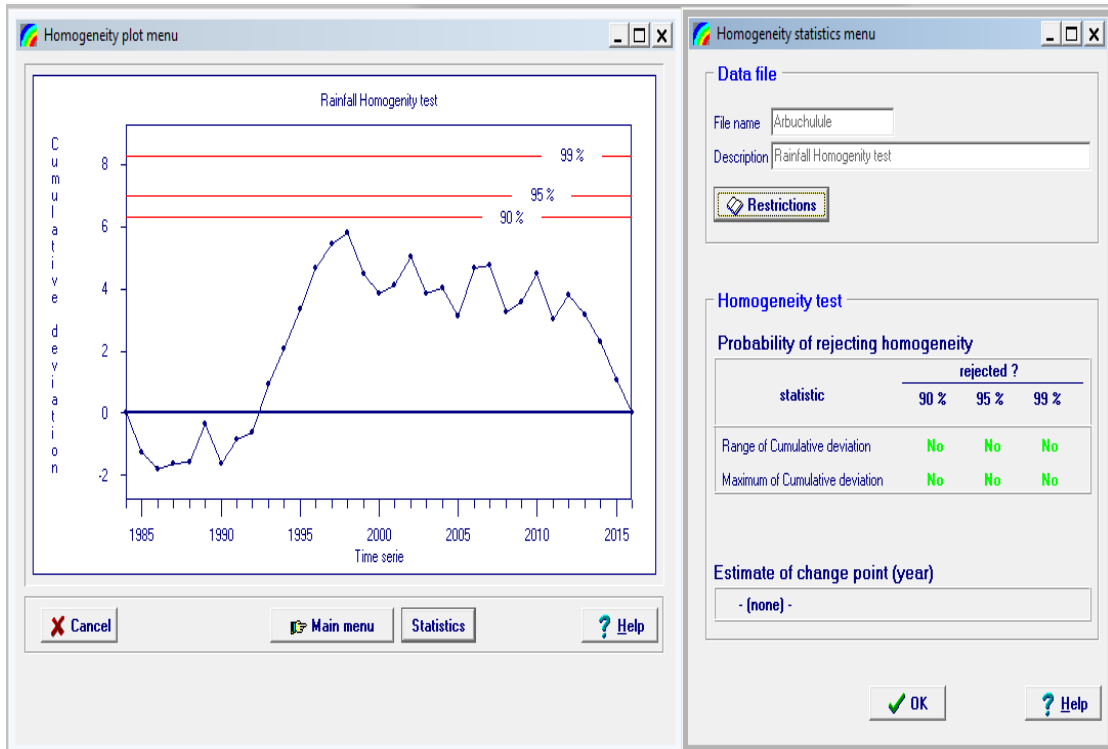 Homogeneity plot menu
Rainfall Homogenity test
Cumulative deviation
8
6
4
2
0
-2
99 %
95 %
90 %
1985 1990 1995 2000 2005 2010 2015
Time serie
Cancel
Main menu
Statistics
? Help
Homogeneity statistics menu
Data file
File name Arbuchulule
Description Rainfall Homogenity test
Restrictions
Homogeneity test
Probability of rejecting homogeneity
rejected ?
statistic 90 % 95 % 99 %
Range of Cumulative deviation No No No
Maximum of Cumulative deviation No No No
Estimate of change point (year)
- (none) -
OK
? Help